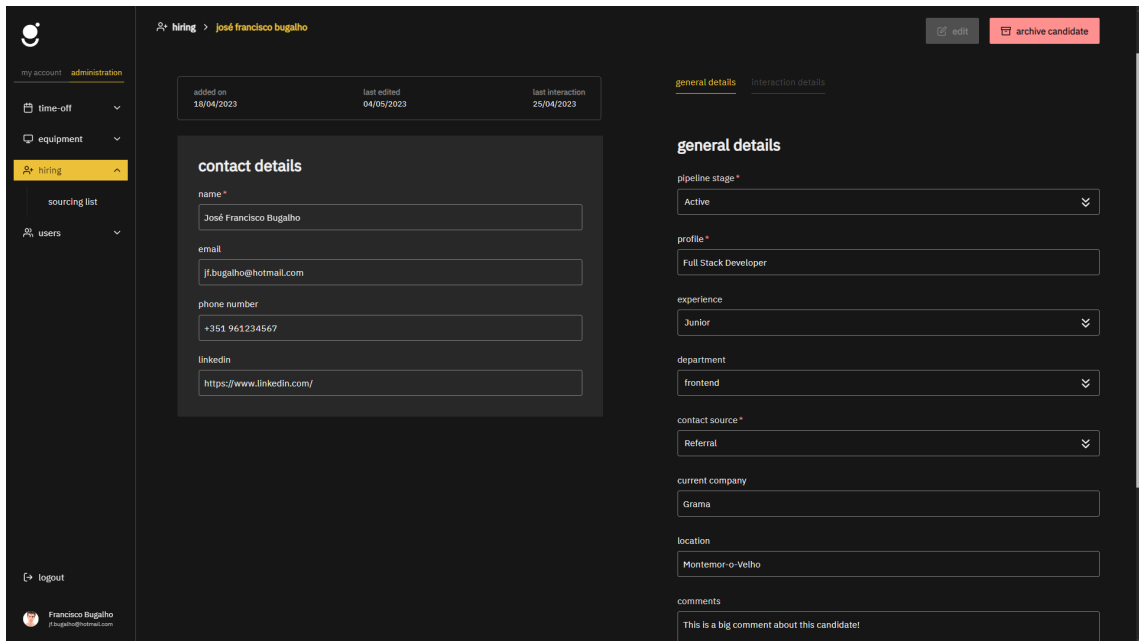 hiring > josé francisco bugalho
edit
archive candidate
my account administration
time-off
equipment
hiring
sourcing list
users
logout
Francisco Bugalho
jf.bugalho@hotmail.com
added on last edited last interaction
18/04/2023 04/05/2023 25/04/2023
contact details
name*
José Francisco Bugalho
email
jf.bugalho@hotmail.com
phone number
+351 961234567
linkedin
https://www.linkedin.com/
general details interaction details
general details
pipeline stage*
Active
profile*
Full Stack Developer
experience
Junior
department
frontend
contact source*
Referral
current company
Grama
location
Montemor-o-Velho
comments
This is a big comment about this candidate!